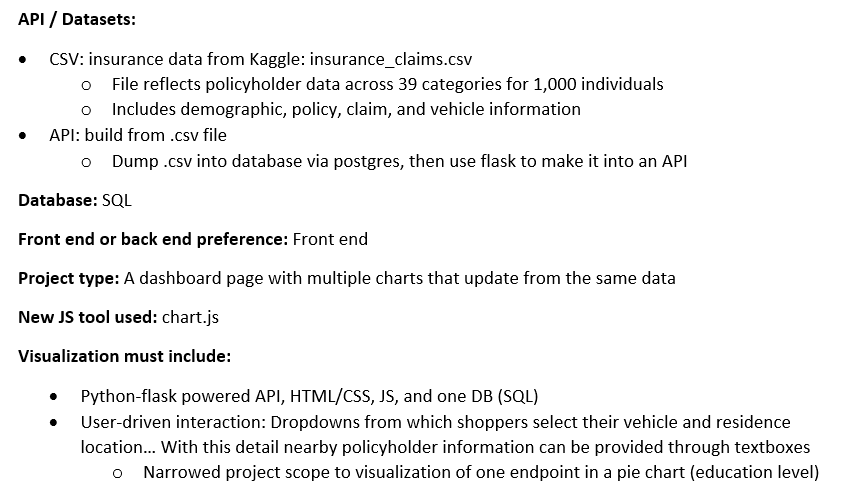 API / Datasets:
• CSV: insurance data from Kaggle: insurance_claims.csv
o File reflects policyholder data across 39 categories for 1,000 individuals
o Includes demographic, policy, claim, and vehicle information
• API: build from .csv file
o Dump .csv into database via postgres, then use flask to make it into an API
Database: SQL
Front end or back end preference: Front end
Project type: A dashboard page with multiple charts that update from the same data
New JS tool used: chart.js
Visualization must include:
• Python-flask powered API, HTML/CSS, JS, and one DB (SQL)
• User-driven interaction: Dropdowns from which shoppers select their vehicle and residence
location... With this detail nearby policyholder information can be provided through textboxes
o Narrowed project scope to visualization of one endpoint in a pie chart (education level)